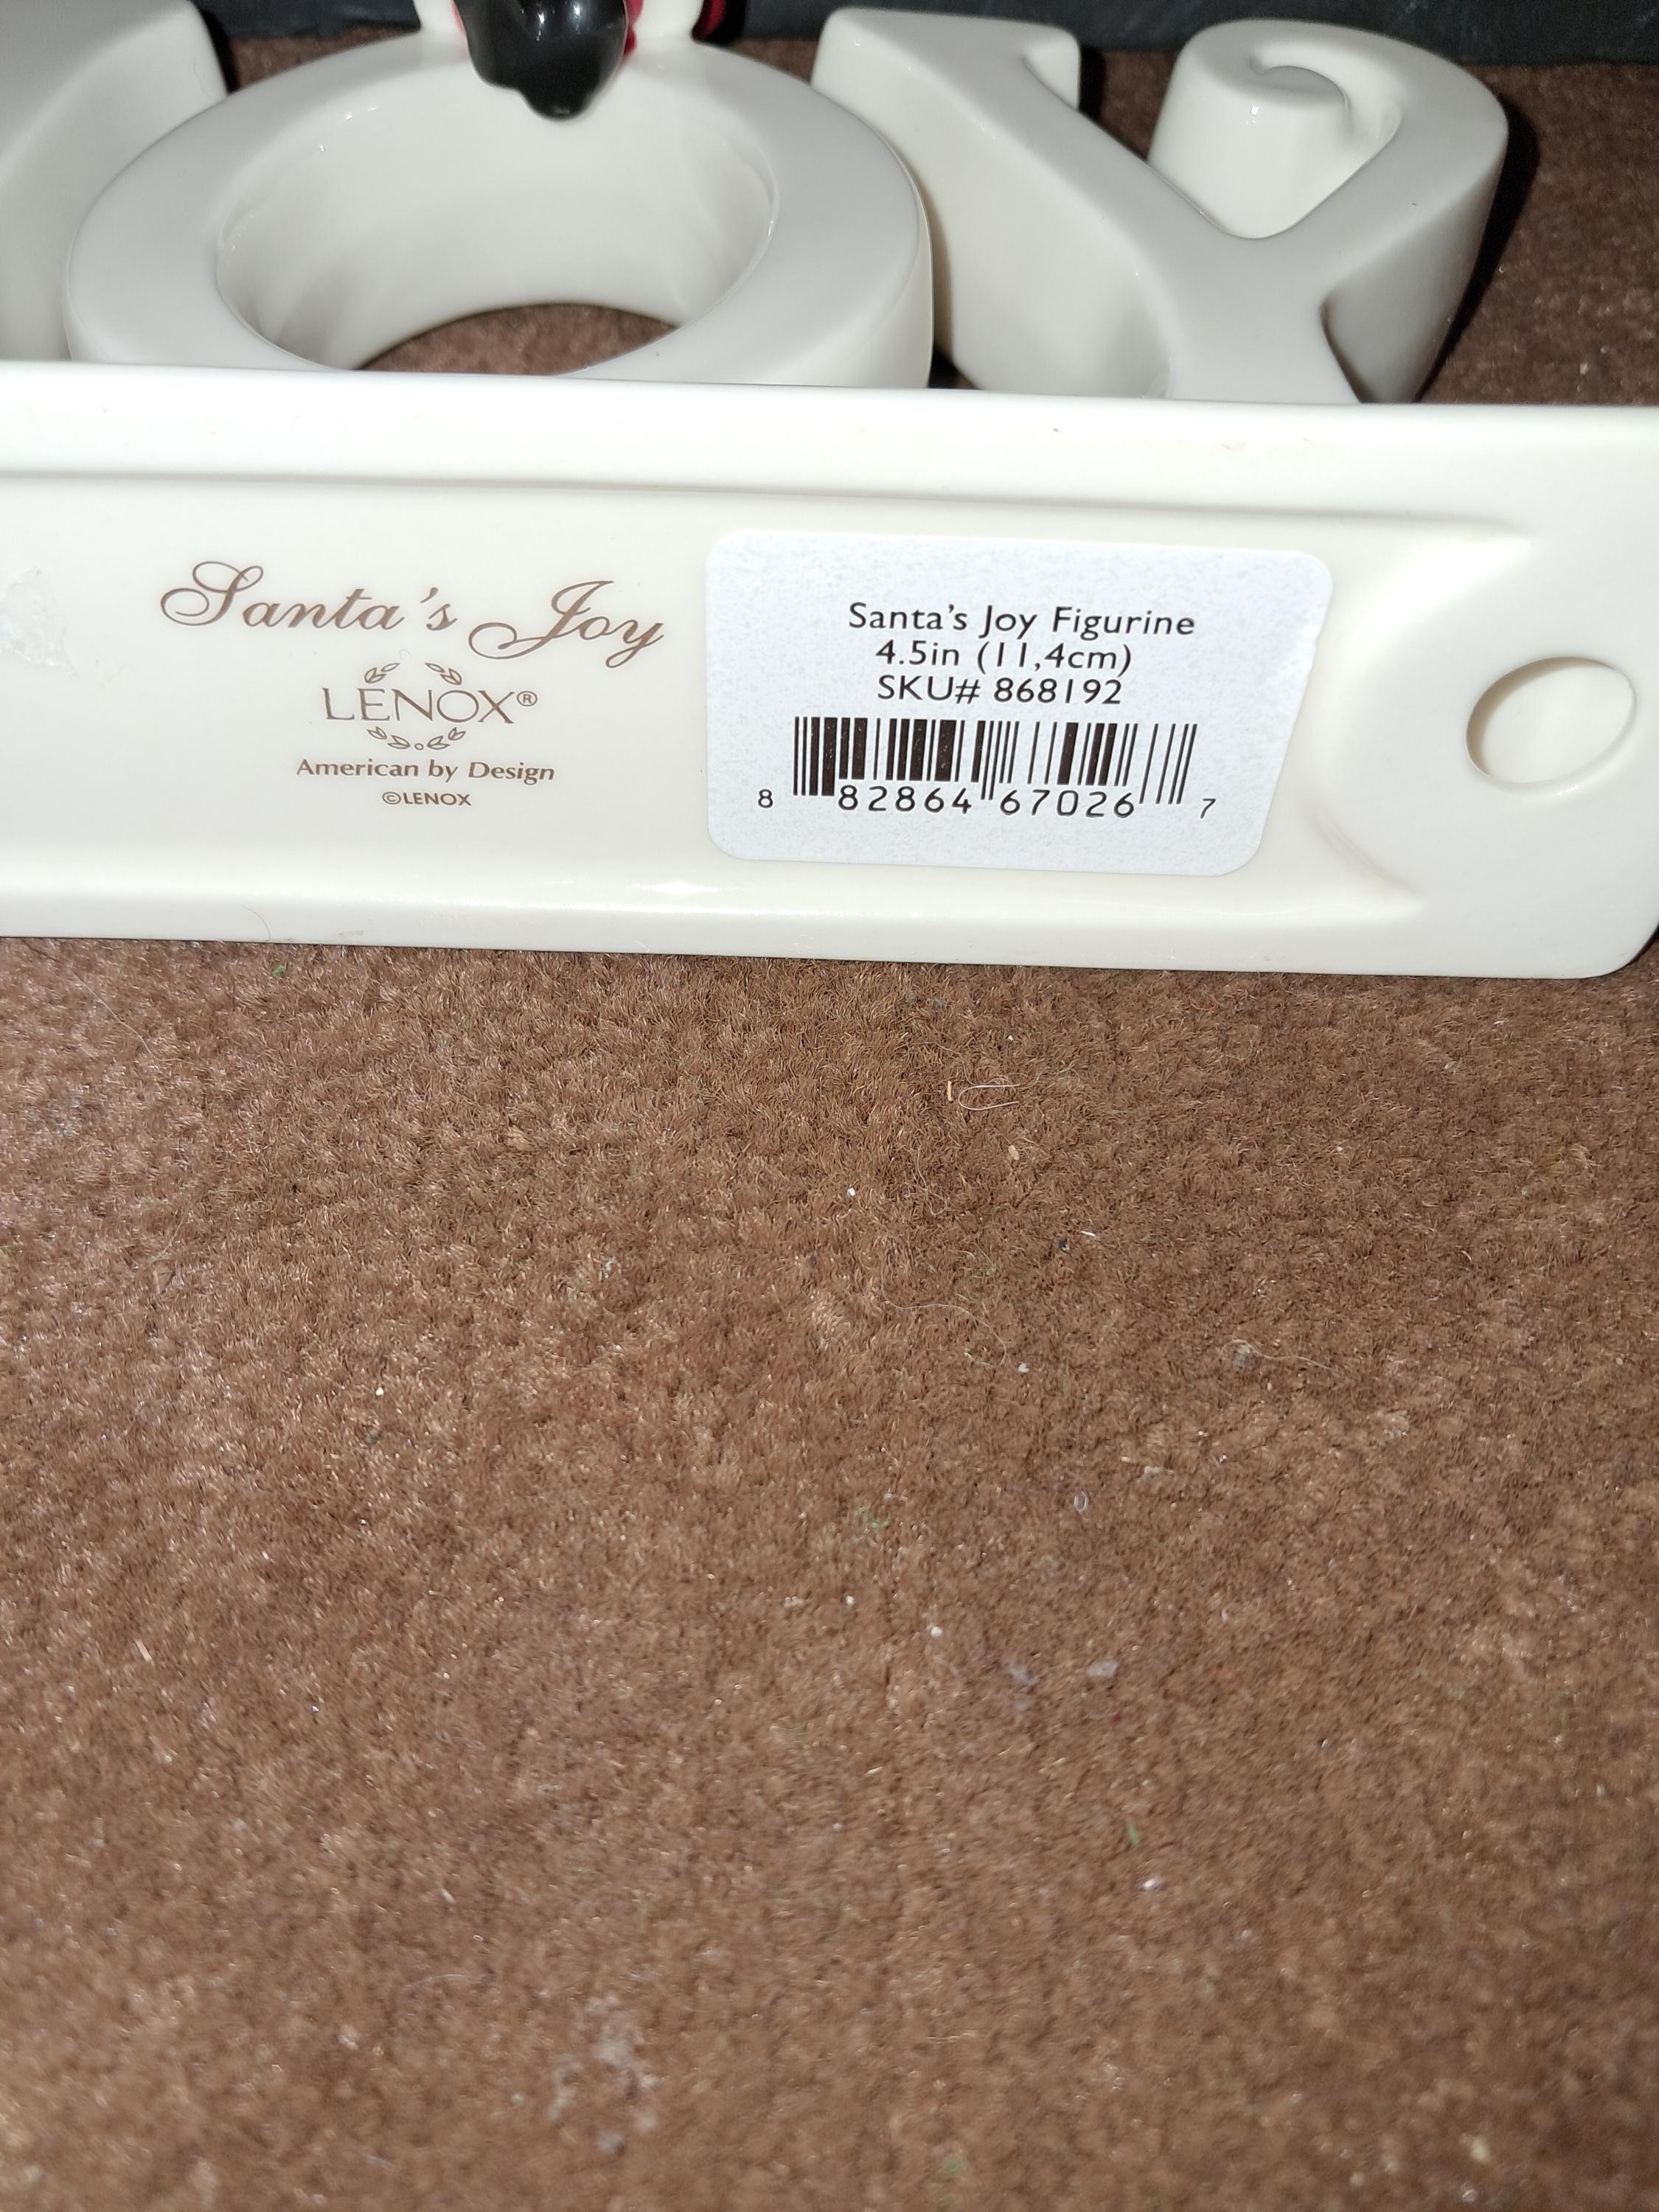 Santa's Joy
LENOX®
American by Design
©LENOX
Santa's Joy Figurine
4.5in (11,4cm)
SKU# 868192
8 82864 67026 7